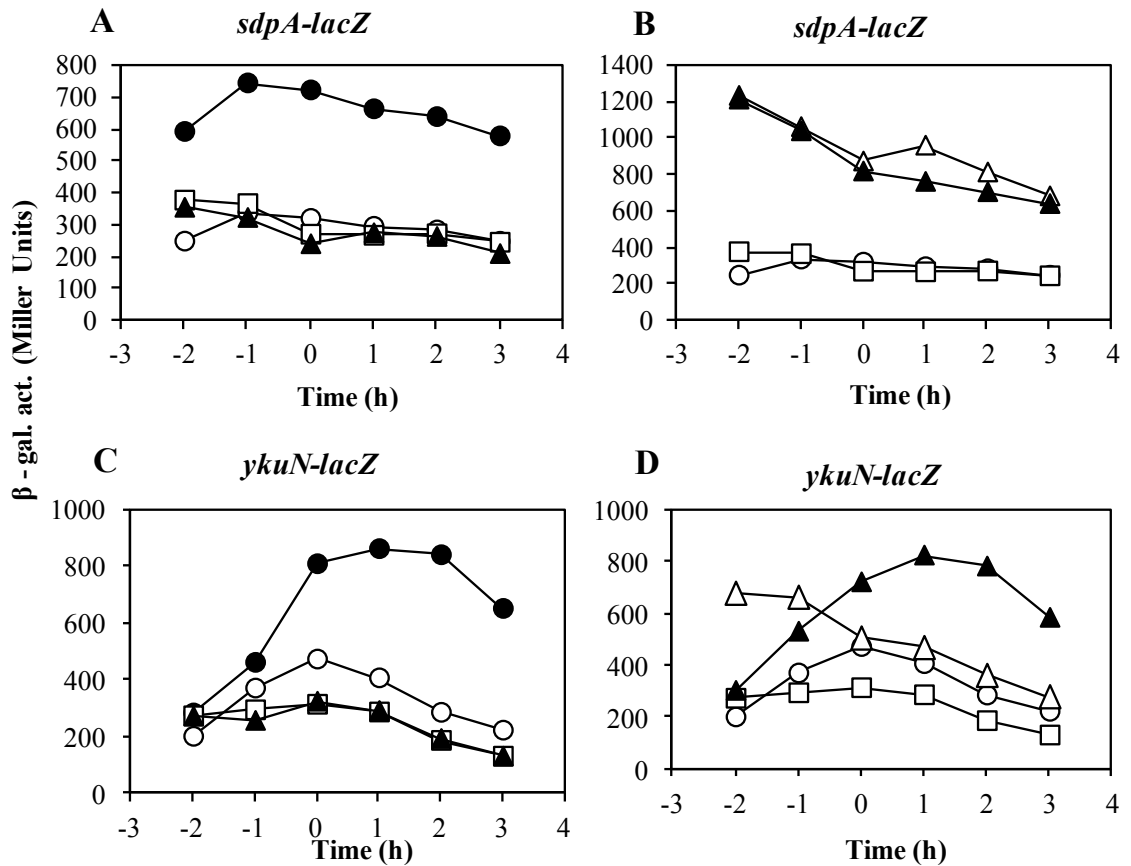 A
sdpA-lacZ
800
700
600
500
400
300
200
100
0
-3 -2 -1 0 1 2 3 4
Time (h)
B
sdpA-lacZ
1400
1200
1000
800
600
400
200
0
-3 -2 -1 0 1 2 3 4
Time (h)
β - gal. act. (Miller Units)
C
ykuN-lacZ
1000
800
600
400
200
0
-3 -2 -1 0 1 2 3 4
Time (h)
D
ykuN-lacZ
1000
800
600
400
200
0
-3 -2 -1 0 1 2 3 4
Time (h)